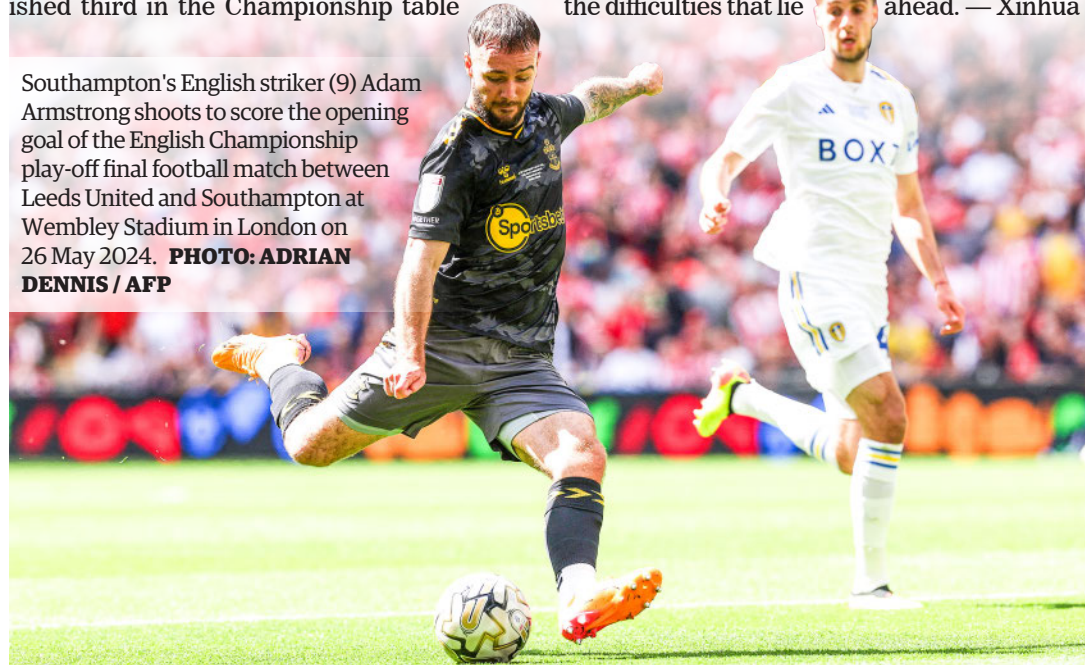 ished third in the Championship table
the difficulties that lie ahead. — Xinhua
Southampton's English striker (9) Adam
Armstrong shoots to score the opening
goal of the English Championship
play-off final football match between
Leeds United and Southampton at
Wembley Stadium in London on
26 May 2024. PHOTO: ADRIAN
DENNIS / AFP
Sportsbet
BOX